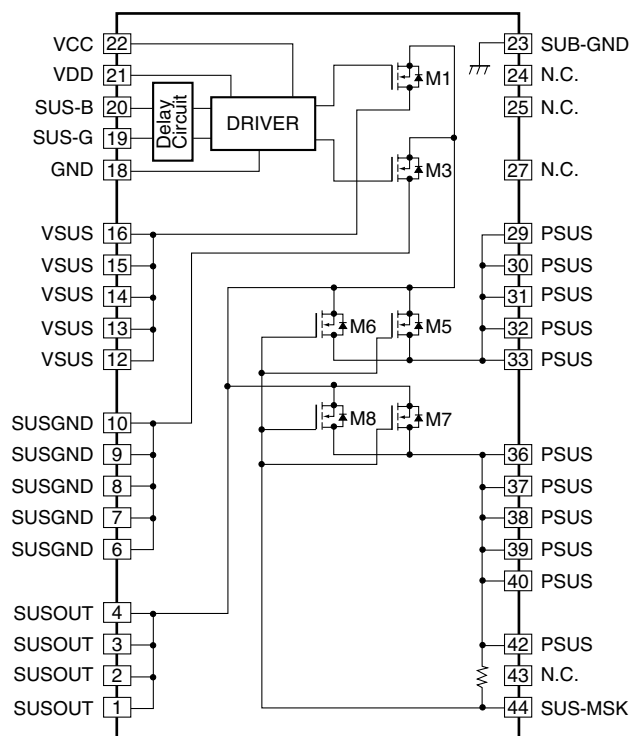 VCC 22
VDD 21
SUS-B 20
SUS-G 19
GND 18
Delay
Circuit
DRIVER
M1
M3
23 SUB-GND
24 N.C.
25 N.C.
27 N.C.
VSUS 16
VSUS 15
VSUS 14
VSUS 13
VSUS 12
M6
M5
29 PSUS
30 PSUS
31 PSUS
32 PSUS
33 PSUS
SUSGND 10
SUSGND 9
SUSGND 8
SUSGND 7
SUSGND 6
M8
M7
36 PSUS
37 PSUS
38 PSUS
39 PSUS
40 PSUS
SUSOUT 4
SUSOUT 3
SUSOUT 2
SUSOUT 1
42 PSUS
43 N.C.
44 SUS-MSK